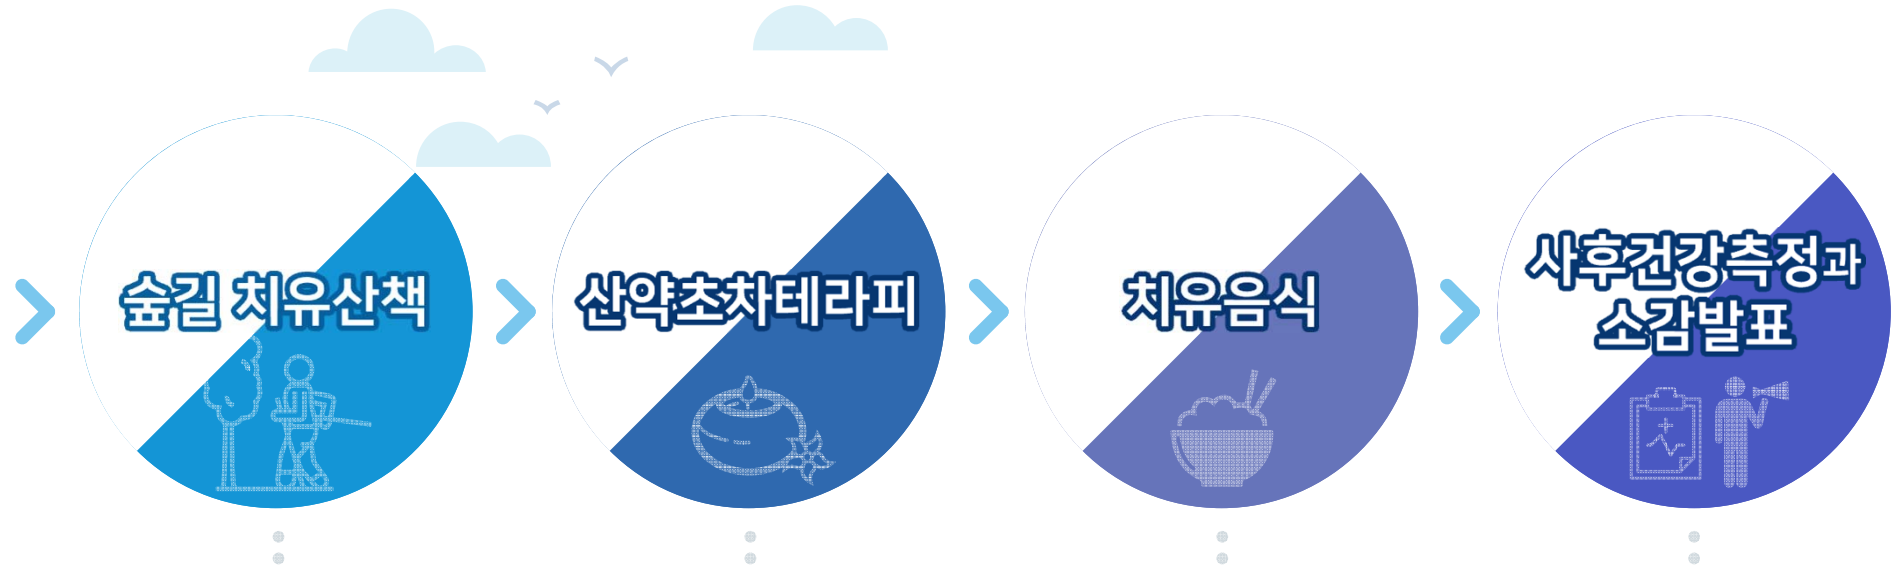 숲길 치유산책
산약초차테라피
치유음식
사후건강측정과
소감발표